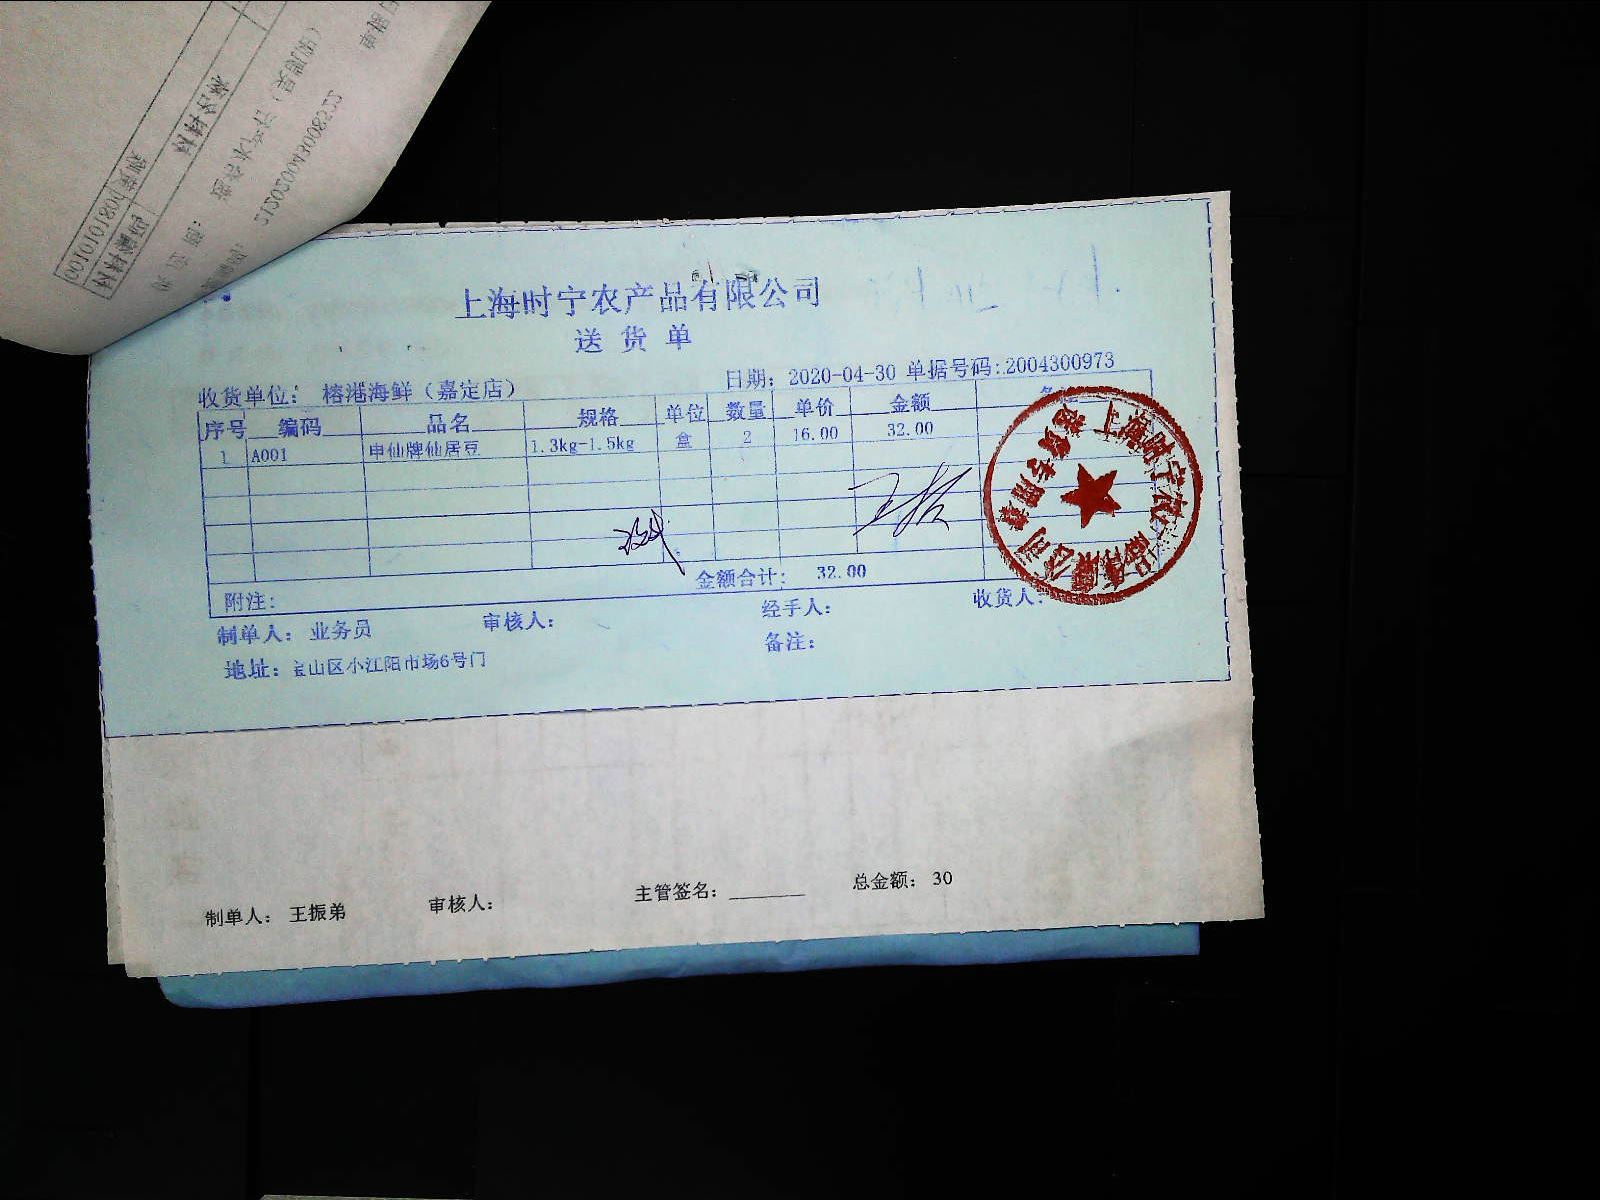 上海时宁农产品有限公司
送货单
收货单位： 榕港海鲜（嘉定店） 日期：2020-04-30 单据号码：2004300973
序号 编码 品名 规格 单位 数量 单价 金额
1 A001 申仙牌仙居豆 1.3kg-1.5kg 盒 2 16.00 32.00
金额合计： 32.00
附注：
制单人：业务员 审核人： 经手人： 收货人：
地址：宝山区小江阳市场6号门 备注：
制单人：王振弟 审核人： 主管签名：______ 总金额：30